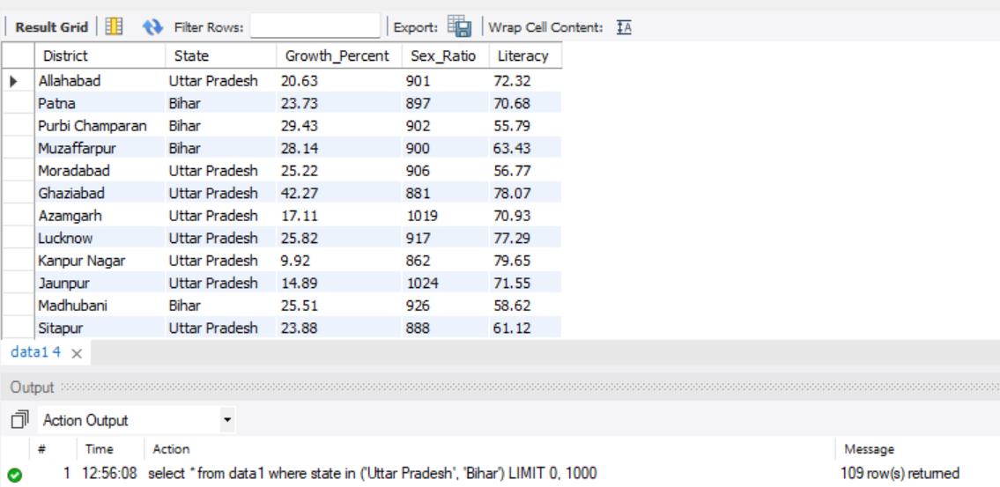 Result Grid Filter Rows: Export: Wrap Cell Content: IA
District State Growth_Percent Sex_Ratio Literacy
Allahabad Uttar Pradesh 20.63 901 72.32
Patna Bihar 23.73 897 70.68
Purbi Champaran Bihar 29.43 902 55.79
Muzaffarpur Bihar 28.14 900 63.43
Moradabad Uttar Pradesh 25.22 906 56.77
Ghaziabad Uttar Pradesh 42.27 881 78.07
Azamgarh Uttar Pradesh 17.11 1019 70.93
Lucknow Uttar Pradesh 25.82 917 77.29
Kanpur Nagar Uttar Pradesh 9.92 862 79.65
Jaunpur Uttar Pradesh 14.89 1024 71.55
Madhubani Bihar 25.51 926 58.62
Sitapur Uttar Pradesh 23.88 888 61.12
data1 4 ×
Output
Action Output
# Time Action Message
1 12:56:08 select * from data1 where state in ('Uttar Pradesh', 'Bihar') LIMIT 0, 1000 109 row(s) returned